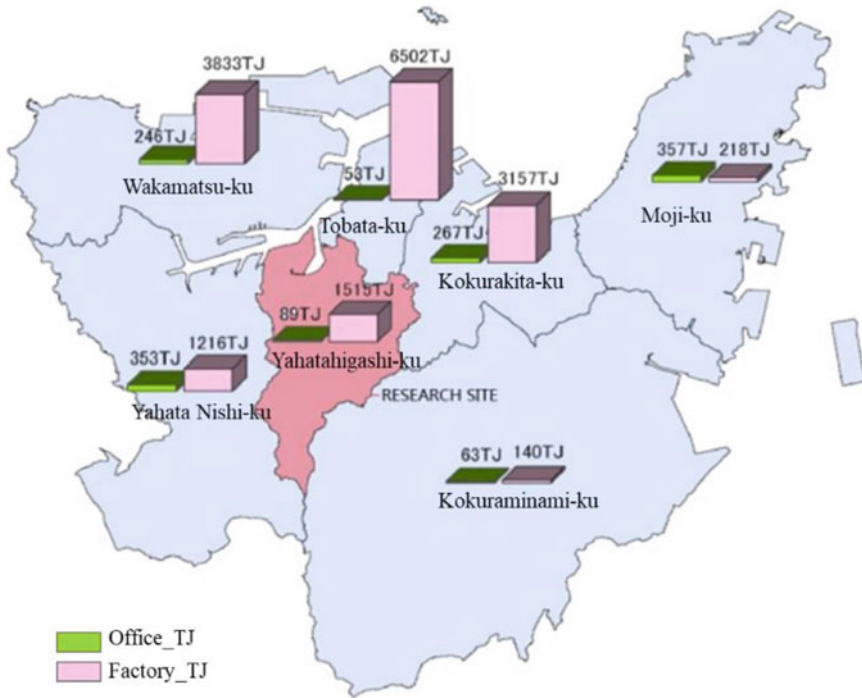 6502TJ
3833TJ
246TJ
Wakamatsu-ku
53TJ
Tobata-ku
3157TJ
267TJ
Kokurakita-ku
357TJ
218TJ
Moji-ku
1515TJ
89TJ
Yahatahigashi-ku
1216TJ
353TJ
Yahata Nishi-ku
RESEARCH SITE
63TJ
140TJ
Kokuraminami-ku
Office_TJ
Factory_TJ